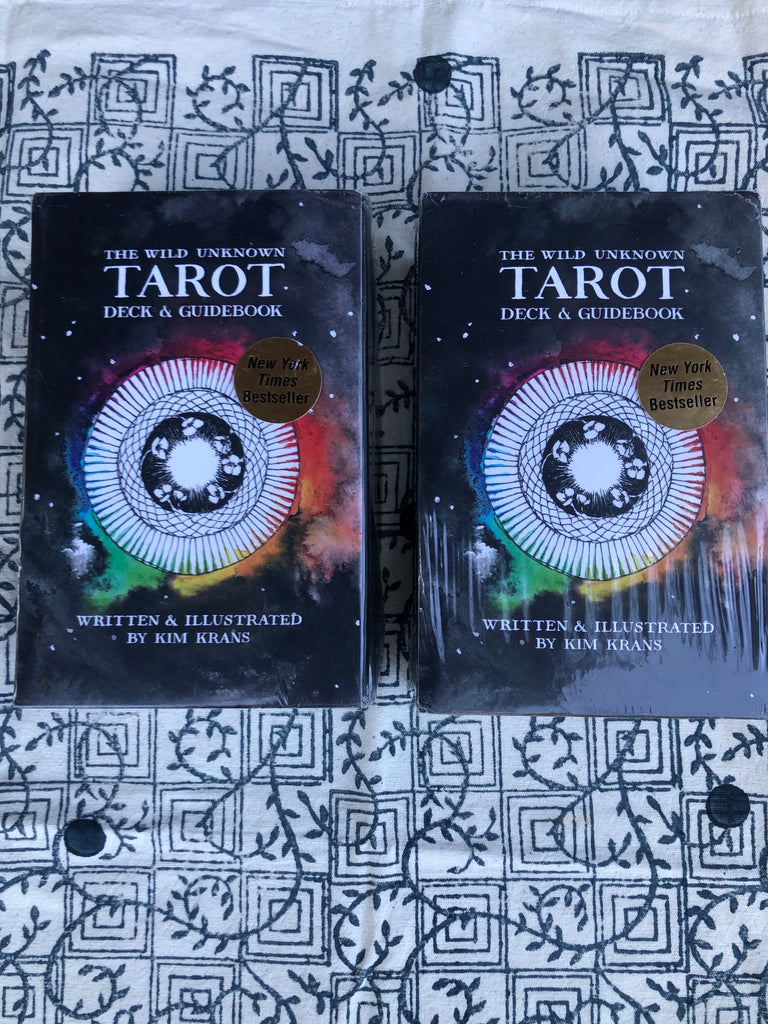 THE WILD UNKNOWN
TAROT
DECK & GUIDEBOOK
New York
Times
Bestseller
WRITTEN & ILLUSTRATED
BY KIM KRANS
THE WILD UNKNOWN
TAROT
DECK & GUIDEBOOK
New York
Times
Bestseller
WRITTEN & ILLUSTRATED
BY KIM KRANS